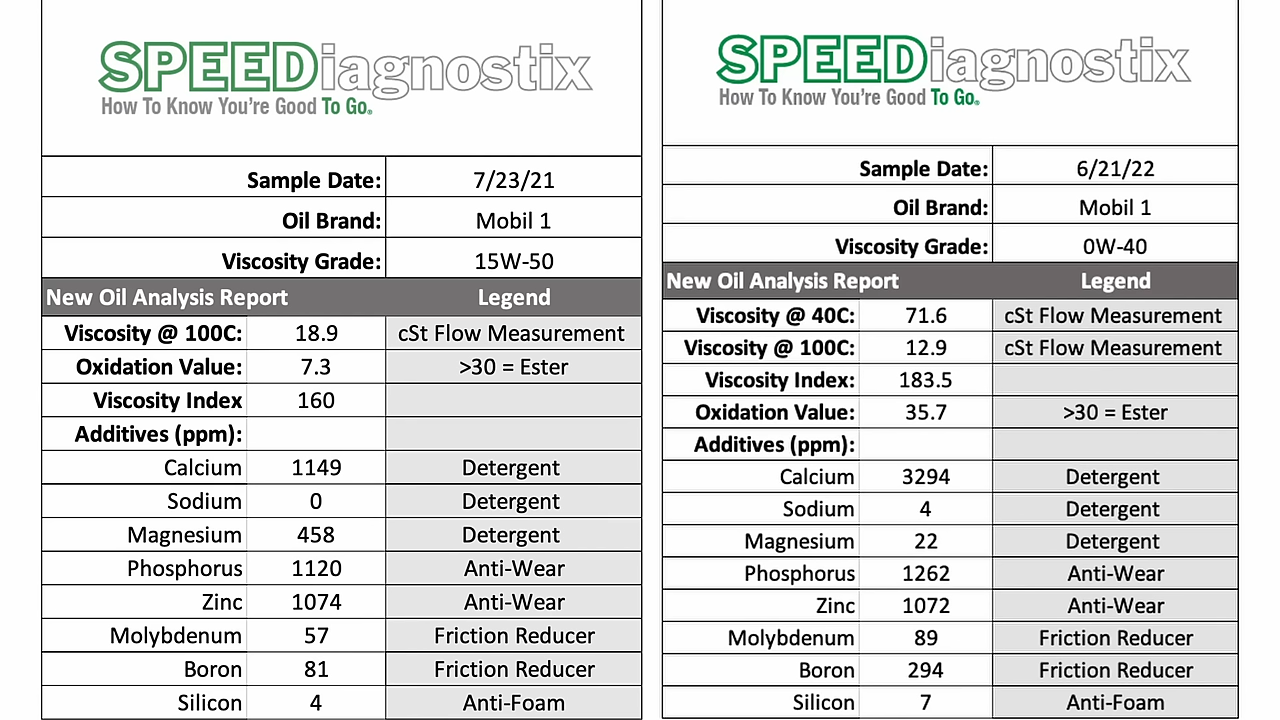 SPEEDiagnostix
How To Know You're Good To Go®
Sample Date: 7/23/21
Oil Brand: Mobil 1
Viscosity Grade: 15W-50
New Oil Analysis Report Legend
Viscosity @ 100C: 18.9 cSt Flow Measurement
Oxidation Value: 7.3 >30 = Ester
Viscosity Index 160
Additives (ppm):
Calcium 1149 Detergent
Sodium 0 Detergent
Magnesium 458 Detergent
Phosphorus 1120 Anti-Wear
Zinc 1074 Anti-Wear
Molybdenum 57 Friction Reducer
Boron 81 Friction Reducer
Silicon 4 Anti-Foam
SPEEDiagnostix
How To Know You're Good To Go®
Sample Date: 6/21/22
Oil Brand: Mobil 1
Viscosity Grade: 0W-40
New Oil Analysis Report Legend
Viscosity @ 40C: 71.6 cSt Flow Measurement
Viscosity @ 100C: 12.9 cSt Flow Measurement
Viscosity Index: 183.5
Oxidation Value: 35.7 >30 = Ester
Additives (ppm):
Calcium 3294 Detergent
Sodium 4 Detergent
Magnesium 22 Detergent
Phosphorus 1262 Anti-Wear
Zinc 1072 Anti-Wear
Molybdenum 89 Friction Reducer
Boron 294 Friction Reducer
Silicon 7 Anti-Foam